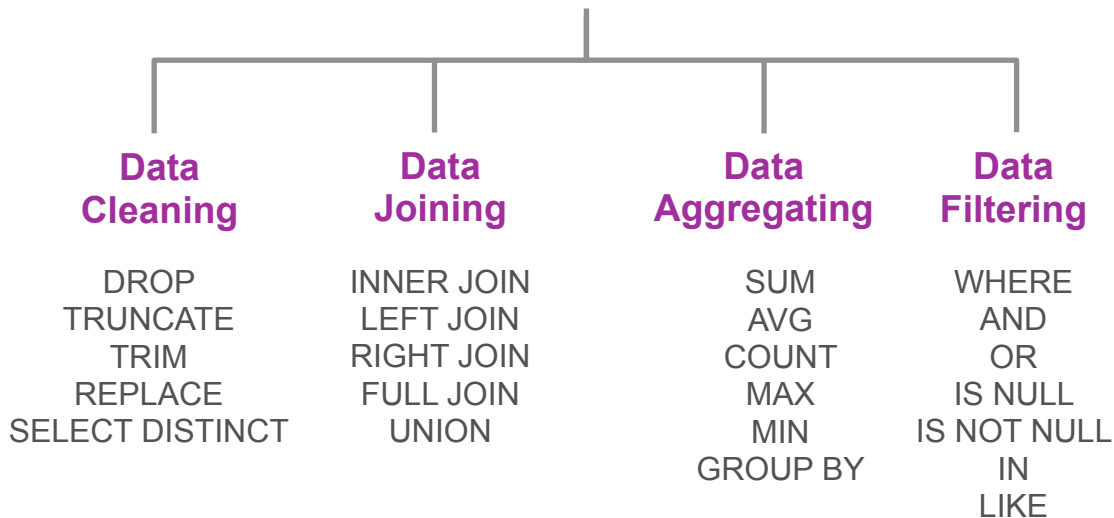 Data
Cleaning
DROP
TRUNCATE
TRIM
REPLACE
SELECT DISTINCT
Data
Joining
INNER JOIN
LEFT JOIN
RIGHT JOIN
FULL JOIN
UNION
Data
Aggregating
SUM
AVG
COUNT
MAX
MIN
GROUP BY
Data
Filtering
WHERE
AND
OR
IS NULL
IS NOT NULL
IN
LIKE